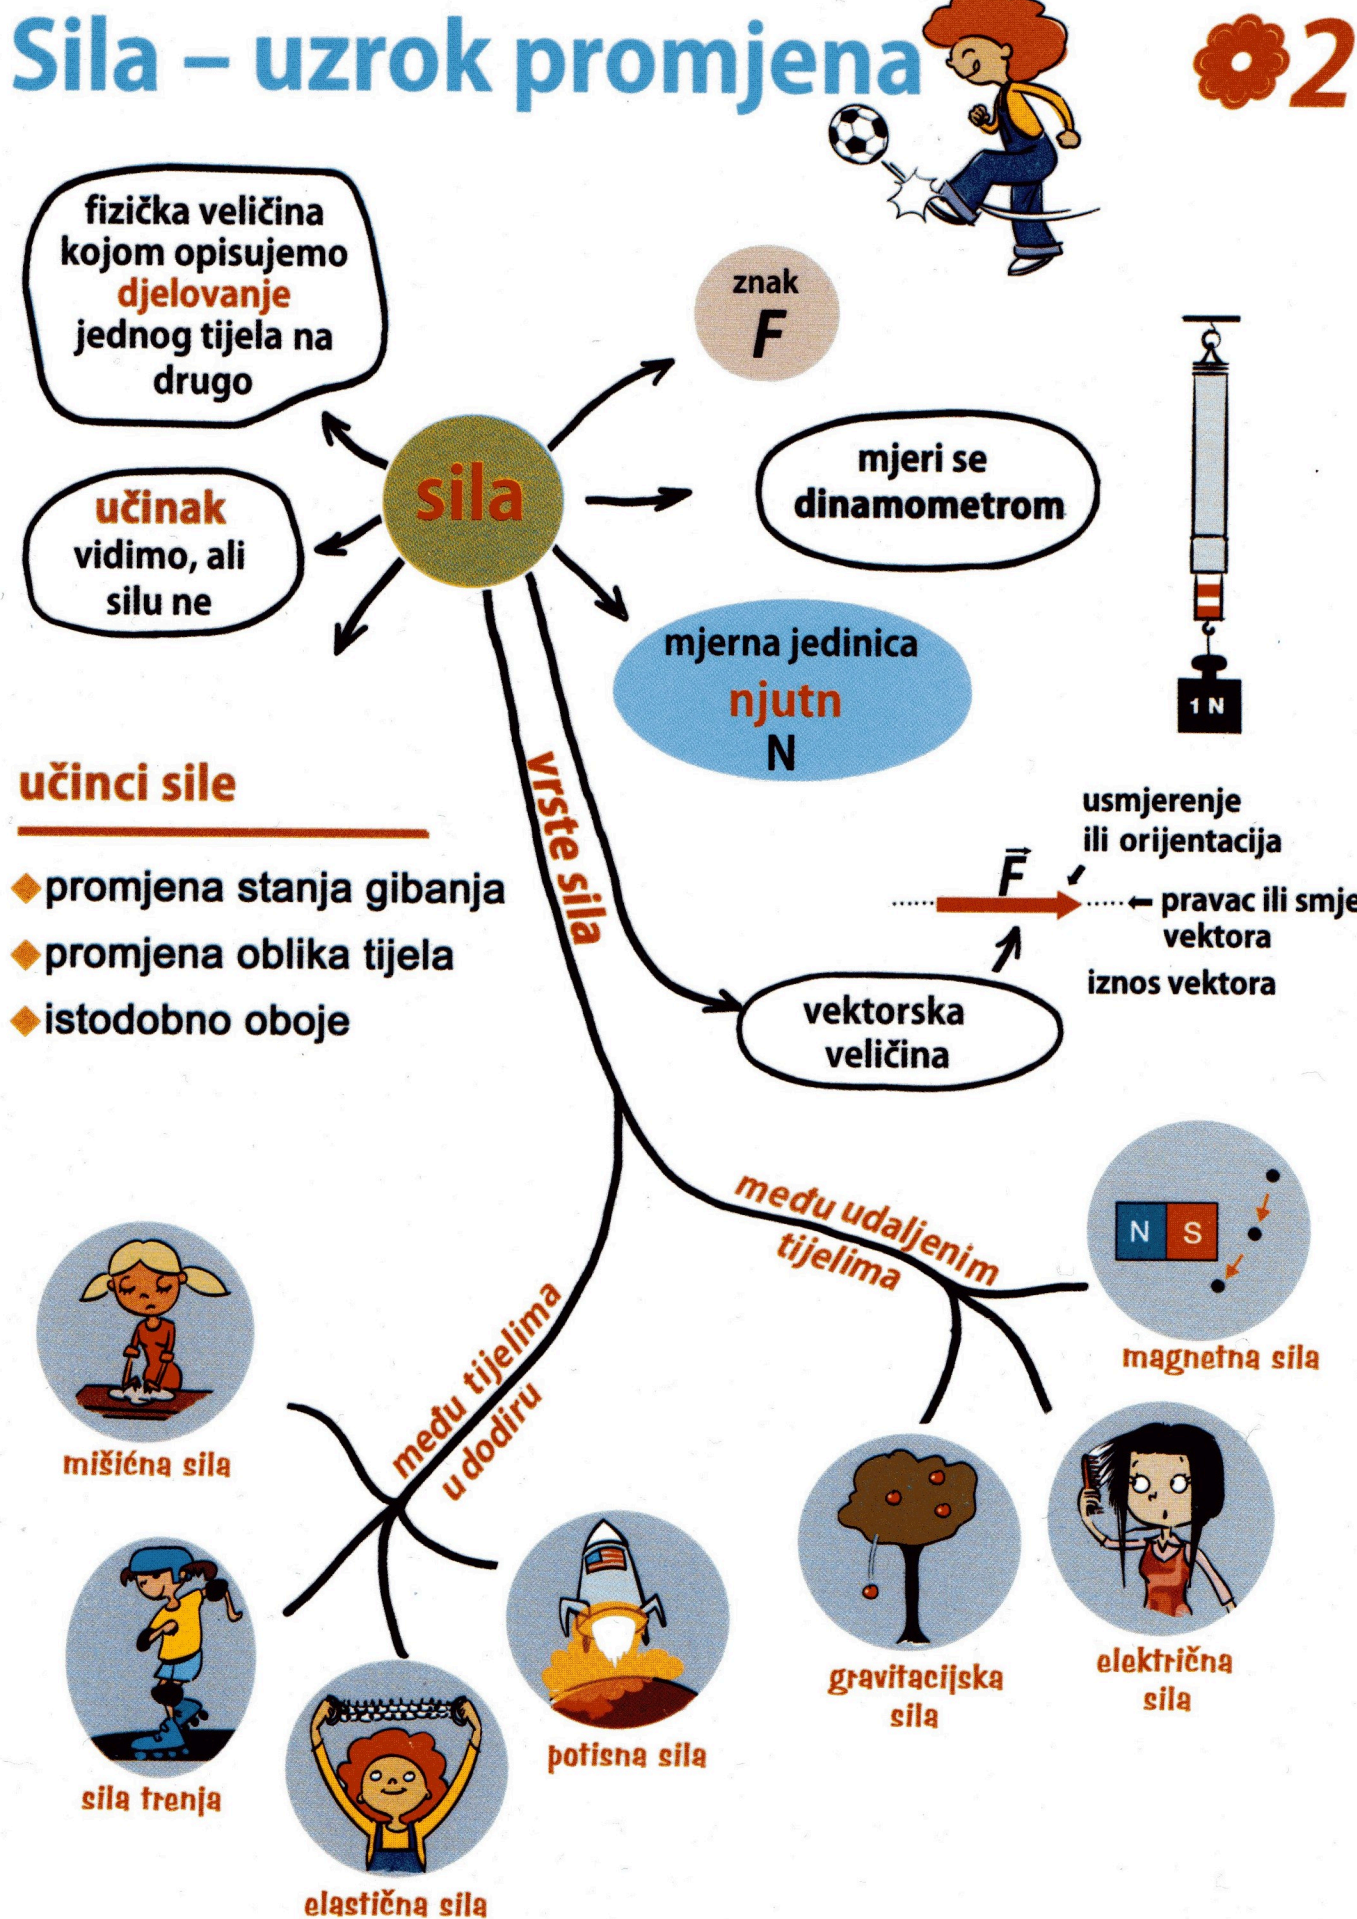 Sila – uzrok promjena
2
fizička veličina
kojom opisujemo
djelovanje
jednog tijela na
drugo
znak
F
sila
mjeri se
dinamometrom
učinak
vidimo, ali
silu ne
mjerna jedinica
njutn
N
1 N
učinci sile
promjena stanja gibanja
promjena oblika tijela
istodobno oboje
vrste sila
usmjerenje
ili orijentacija
F⃗
pravac ili smje
vektora
iznos vektora
vektorska
veličina
među udaljenim
tijelima
N S
magnetna sila
među tijelima
u dodiru
mišićna sila
gravitacijska
sila
električna
sila
potisna sila
sila trenja
elastična sila